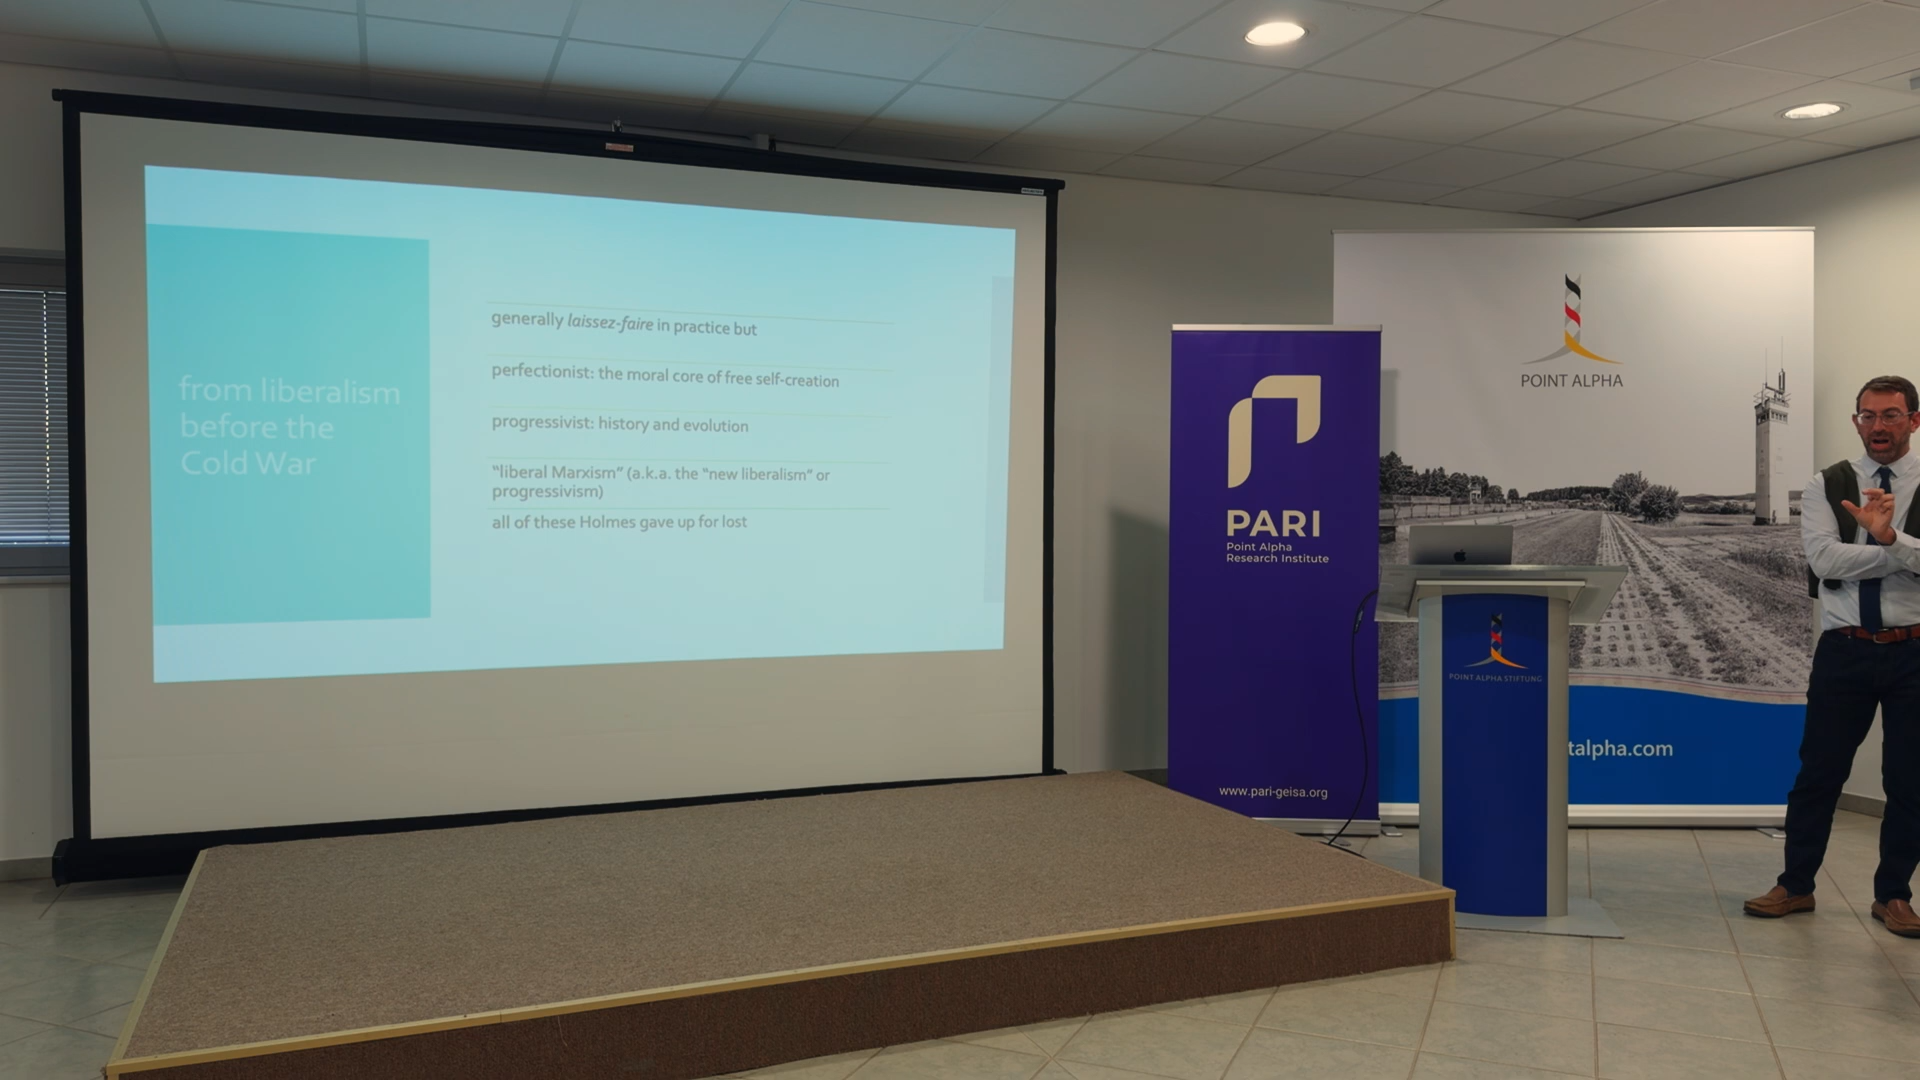 from liberalism
before the
Cold War
generally laissez-faire in practice but
perfectionist: the moral core of free self-creation
progressivist: history and evolution
"liberal Marxism" (a.k.a. the "new liberalism" or
progressivism)
all of these Holmes gave up for lost
PARI
Point Alpha
Research Institute
www.pari-geisa.org
POINT ALPHA
talpha.com
POINT ALPHA STIFTUNG